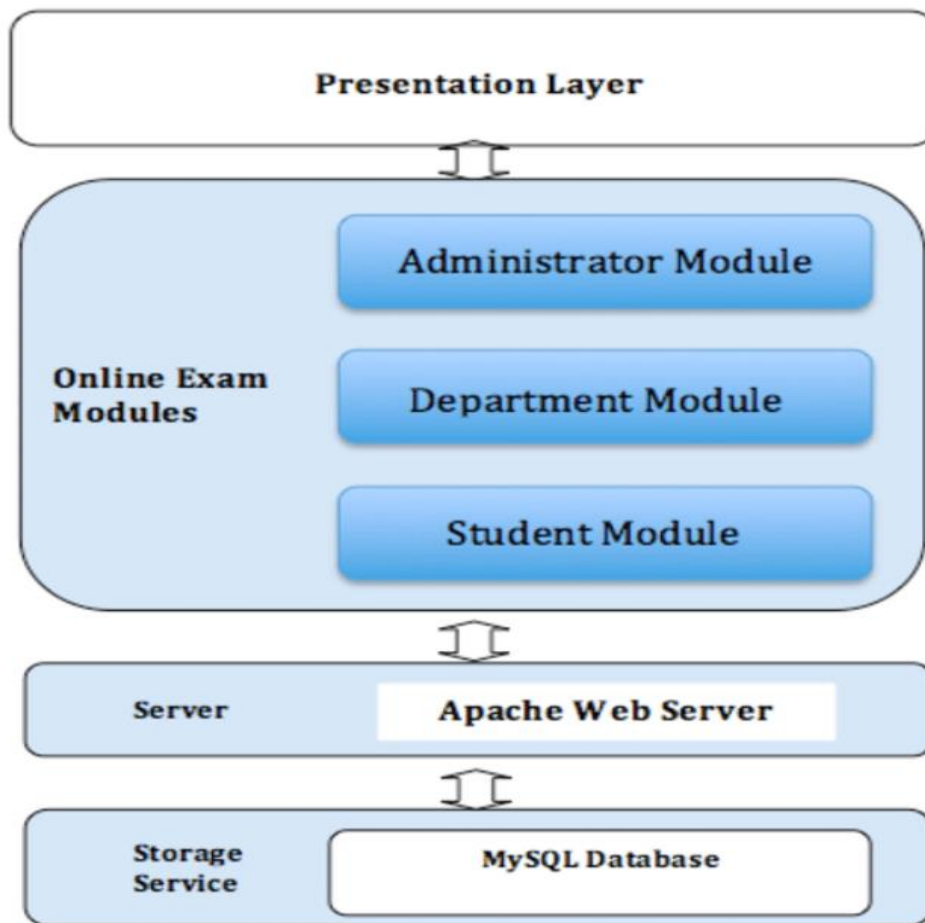 Presentation Layer
Administrator Module
Online Exam
Modules
Department Module
Student Module
Server
Apache Web Server
Storage
Service
MySQL Database